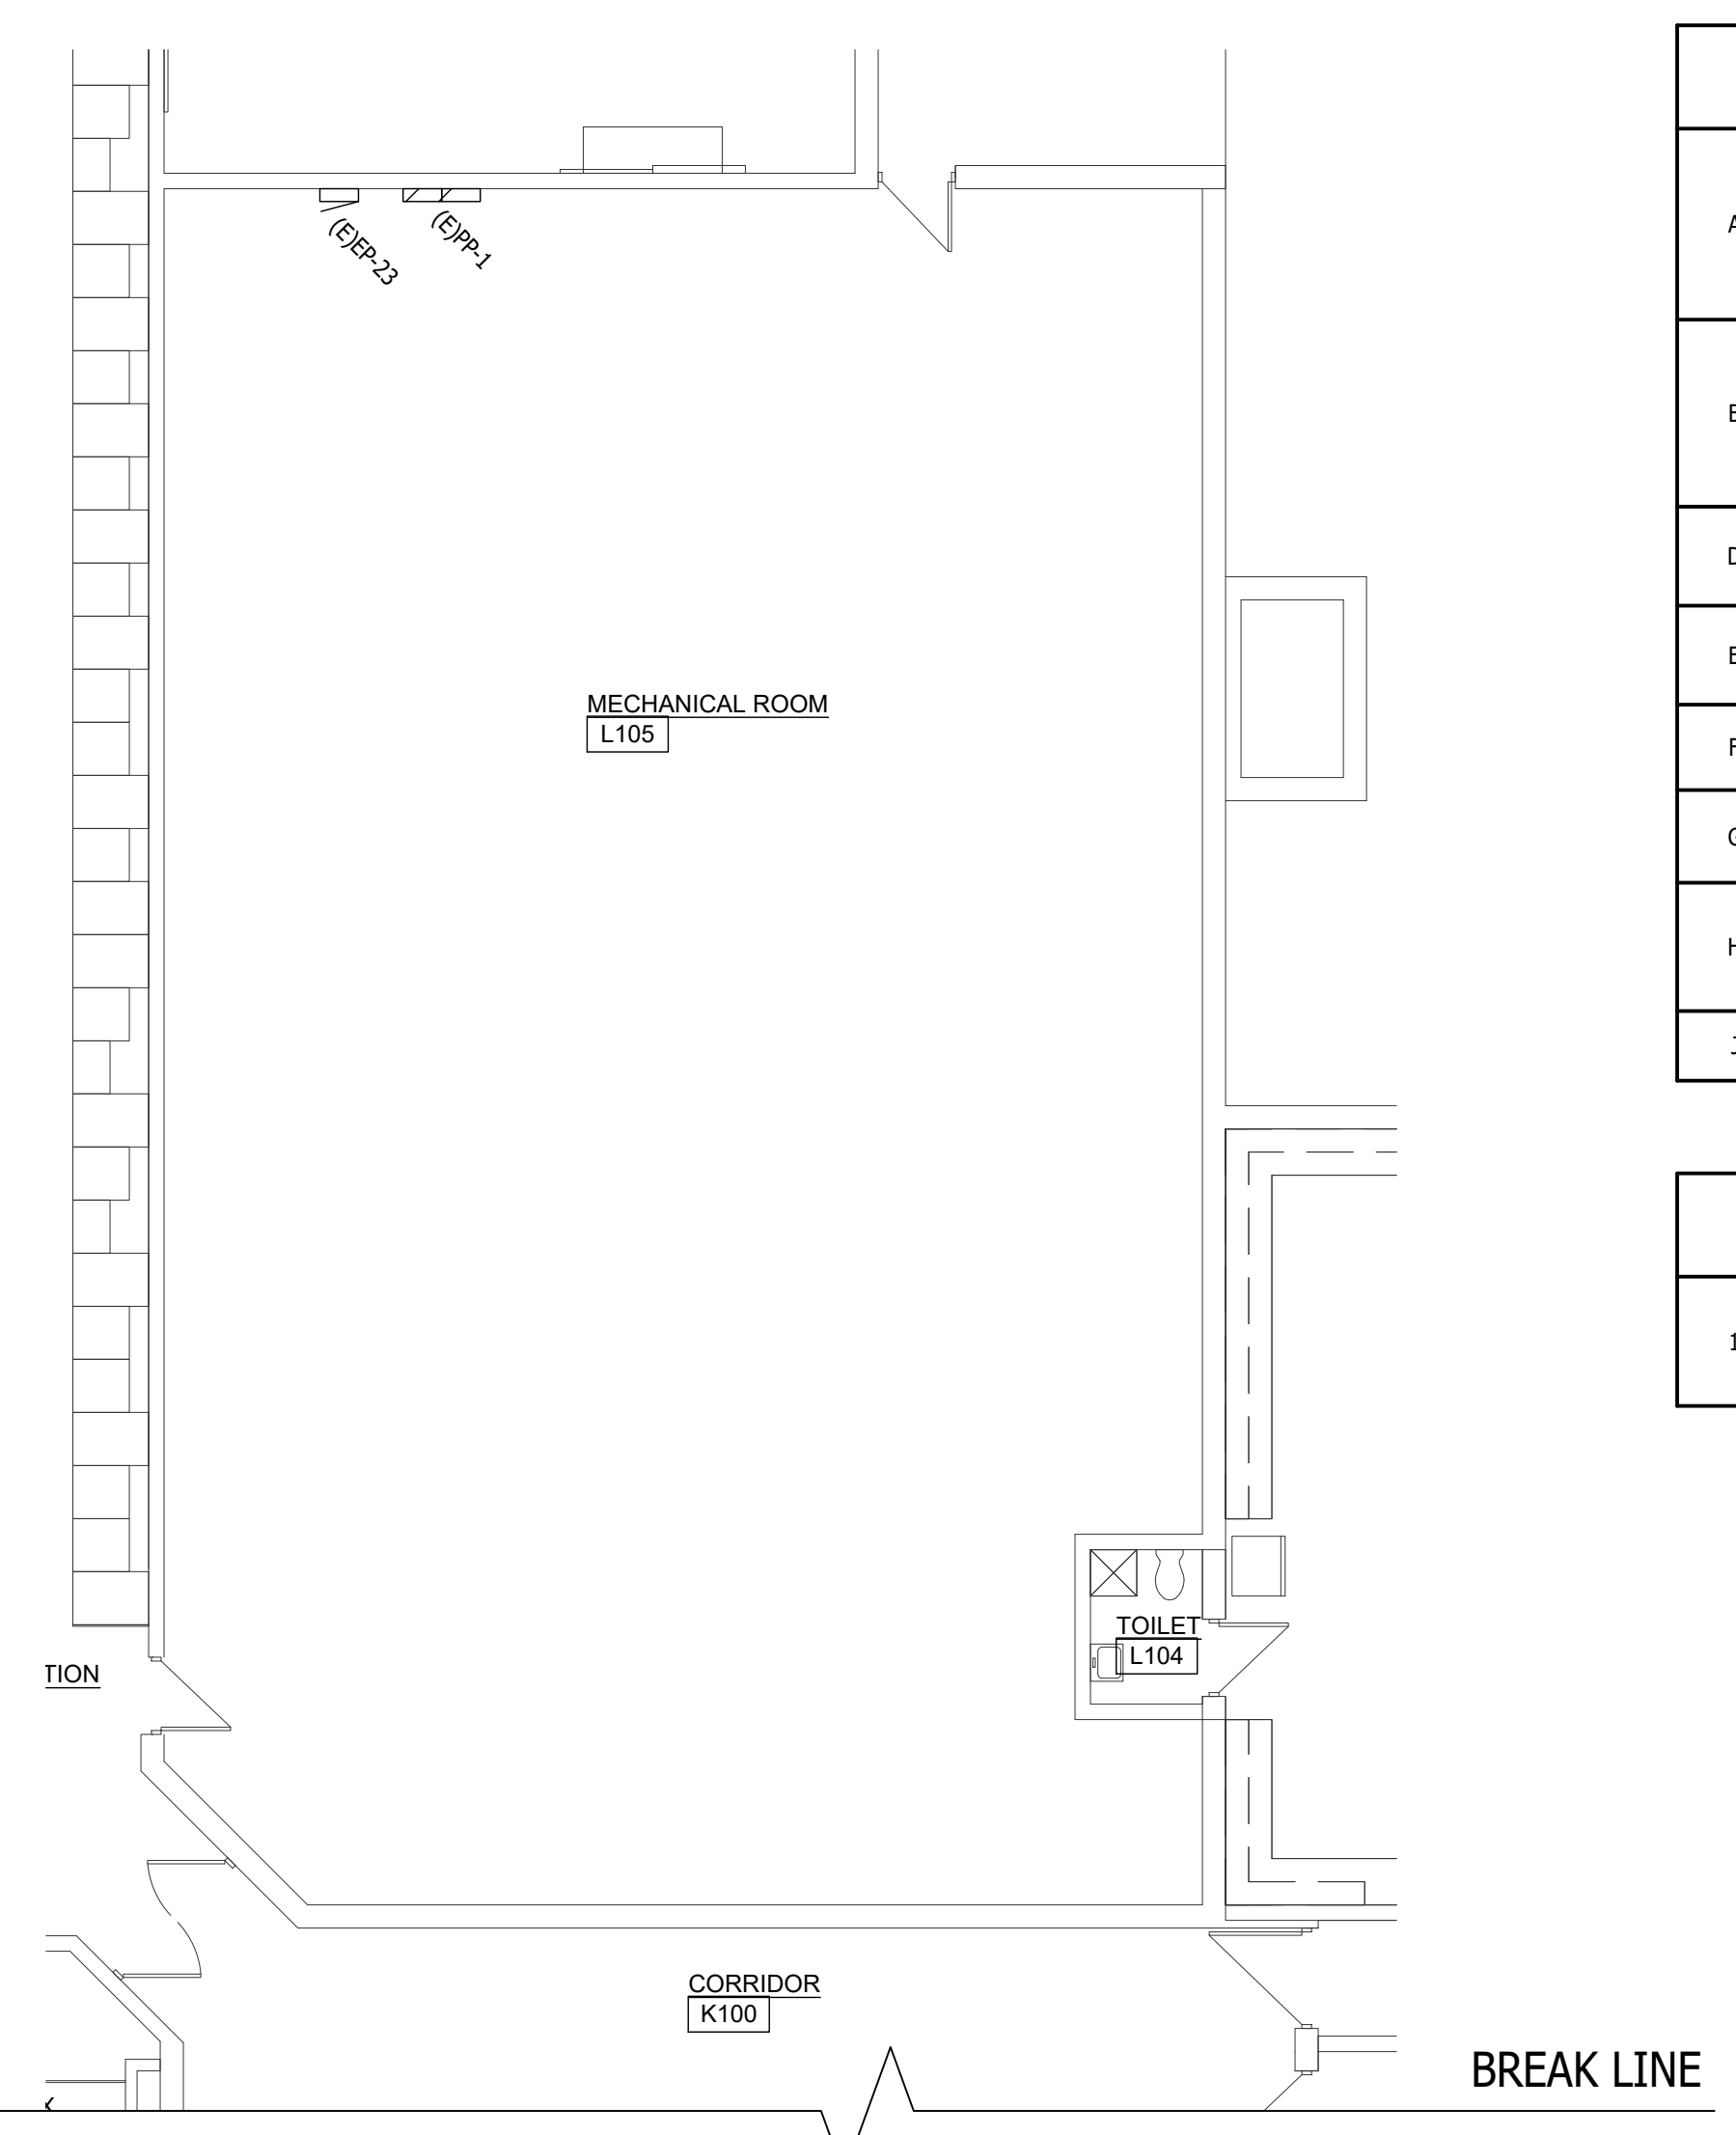 (E)EP-23
(E)PP-1
MECHANICAL ROOM
L105
TOILET
L104
TION
CORRIDOR
K100
BREAK LINE